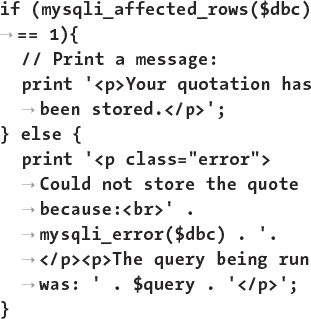 if (mysqli_affected_rows($dbc)
→ == 1){
// Print a message:
print '<p>Your quotation has
→ been stored.</p>';
} else {
print '<p class="error">
→ Could not store the quote
→ because:<br>' .
→ mysqli_error($dbc) . '.
→ </p><p>The query being run
→ was: ' . $query . '</p>';
}